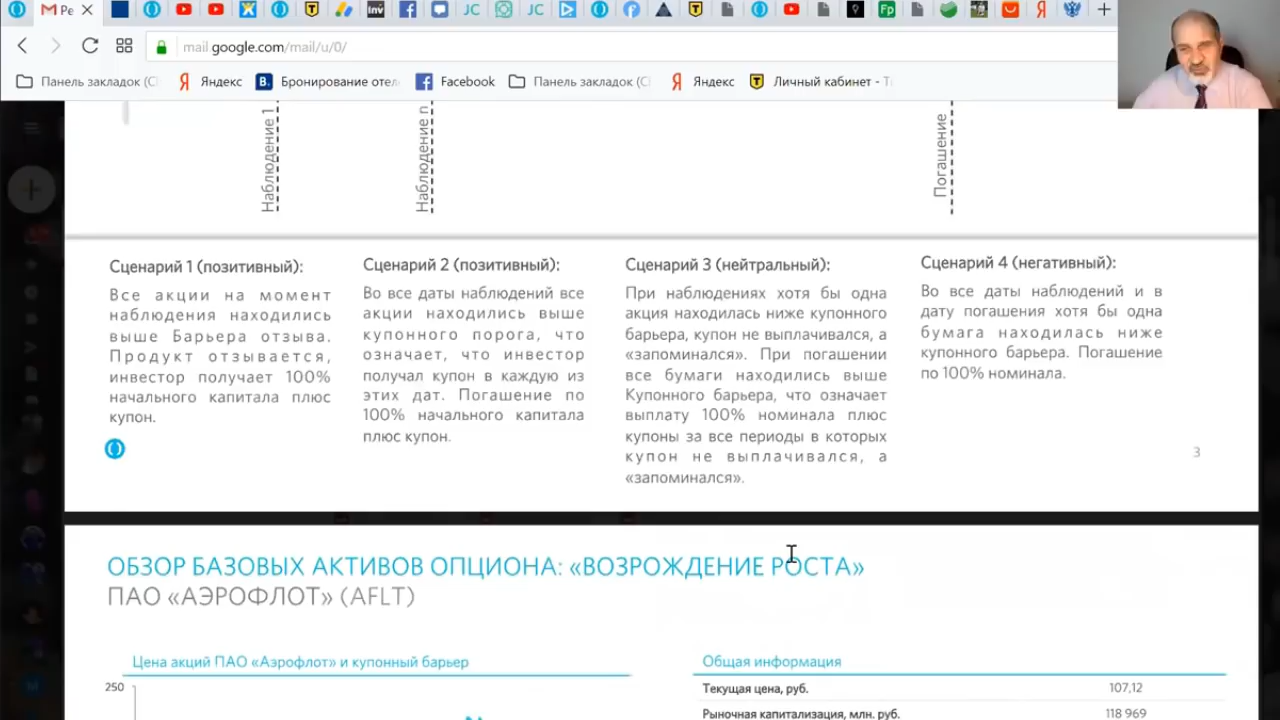 Ре
Inv
JC
JC
Fp
Я
mail.google.com/mail/u/0/
Панель закладок (С
Яндекс
B.
Бронирование отел
Facebook
Панель закладок (С
Яндекс
Личный кабинет - Т
Наблюдение 1
Наблюдение n
Погашение
Сценарий 1 (позитивный):
Все акции на момент
наблюдения находились
выше Барьера отзыва.
Продукт отзывается,
инвестор получает 100%
начального капитала плюс
купон.
Сценарий 2 (позитивный):
Во все даты наблюдений все
акции находились выше
купонного порога, что
означает, что инвестор
получал купон в каждую из
этих дат. Погашение по
100% начального капитала
плюс купон.
Сценарий 3 (нейтральный):
При наблюдениях хотя бы одна
акция находилась ниже купонного
барьера, купон не выплачивался, а
«запоминался». При погашении
все бумаги находились выше
Купонного барьера, что означает
выплату 100% номинала плюс
купоны за все периоды в которых
купон не выплачивался, а
«запоминался».
Сценарий 4 (негативный):
Во все даты наблюдений и в
дату погашения хотя бы одна
бумага находилась ниже
купонного барьера. Погашение
по 100% номинала.
3
ОБЗОР БАЗОВЫХ АКТИВОВ ОПЦИОНА: «ВОЗРОЖДЕНИЕ РОСТА»
ПАО «АЭРОФЛОТ» (AFLT)
Цена акций ПАО «Аэрофлот» и купонный барьер
250
Общая информация
Текущая цена, руб. 107,12
Рыночная капитализация, млн. руб. 118 969